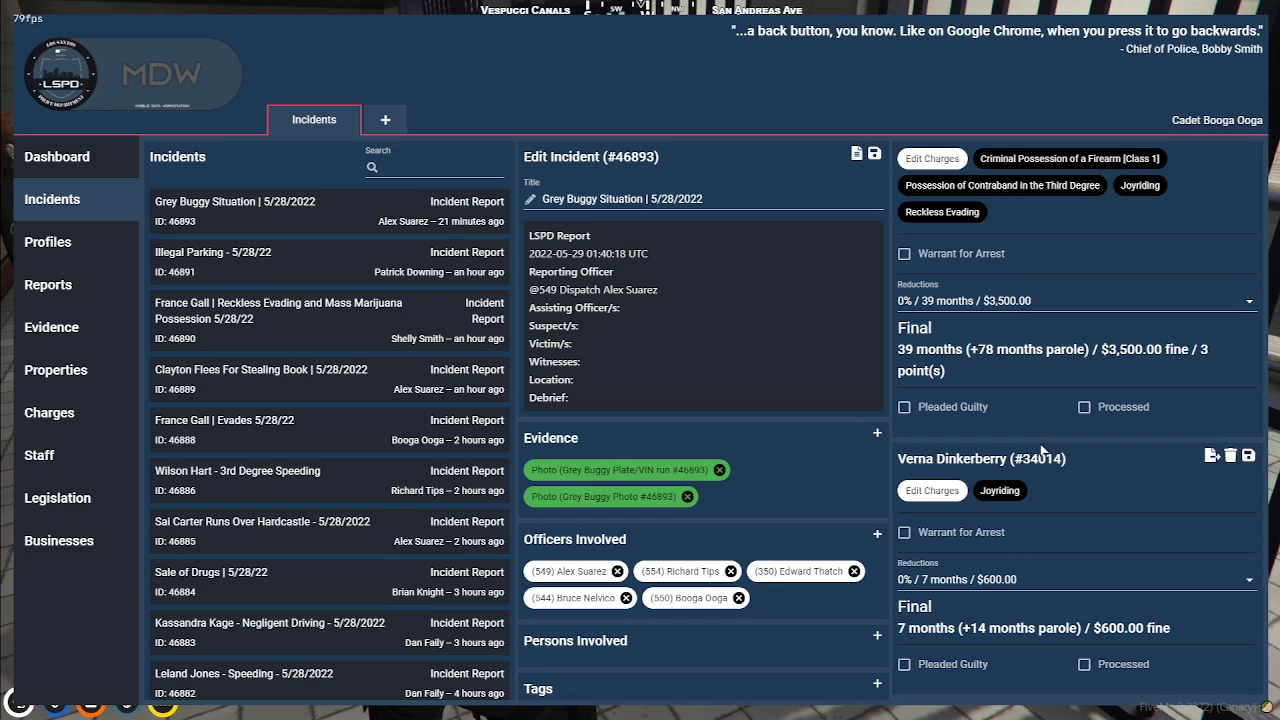 79fps
Vespucci Canals
SW
NW
San Andreas Ave
LOS SANTOS
LSPD
POLICE DEPARTMENT
MDW
MOBILE DATA WORKSTATION
"...a back button, you know. Like on Google Chrome, when you press it to go backwards."
- Chief of Police, Bobby Smith
Incidents
+
Cadet Booga Ooga
Dashboard
Incidents
Profiles
Reports
Evidence
Properties
Charges
Staff
Legislation
Businesses
Incidents
Search
Grey Buggy Situation | 5/28/2022 Incident Report
ID: 46893 Alex Suarez – 21 minutes ago
Illegal Parking - 5/28/22 Incident Report
ID: 46891 Patrick Downing – an hour ago
France Gall | Reckless Evading and Mass Marijuana Incident
Possession 5/28/22 Report
ID: 46890 Shelly Smith – an hour ago
Clayton Flees For Stealing Book | 5/28/2022 Incident Report
ID: 46889 Alex Suarez – an hour ago
France Gall | Evades 5/28/22 Incident Report
ID: 46888 Booga Ooga – 2 hours ago
Wilson Hart - 3rd Degree Speeding Incident Report
ID: 46886 Richard Tips – 2 hours ago
Sai Carter Runs Over Hardcastle - 5/28/2022 Incident Report
ID: 46885 Alex Suarez – 2 hours ago
Sale of Drugs | 5/28/22 Incident Report
ID: 46884 Brian Knight – 3 hours ago
Kassandra Kage - Negligent Driving - 5/28/2022 Incident Report
ID: 46883 Dan Faily – 3 hours ago
Leland Jones - Speeding - 5/28/2022 Incident Report
ID: 46882 Dan Faily – 4 hours ago
Edit Incident (#46893)
Title
Grey Buggy Situation | 5/28/2022
LSPD Report
2022-05-29 01:40:18 UTC
Reporting Officer
@549 Dispatch Alex Suarez
Assisting Officer/s:
Suspect/s:
Victim/s:
Witnesses:
Location:
Debrief:
Evidence +
Photo (Grey Buggy Plate/VIN run #46893)
Photo (Grey Buggy Photo #46893)
Officers Involved +
(549) Alex Suarez (554) Richard Tips (350) Edward Thatch
(544) Bruce Nelvico (550) Booga Ooga
Persons Involved +
Tags +
Edit Charges Criminal Possession of a Firearm [Class 1]
Possession of Contraband in the Third Degree Joyriding
Reckless Evading
Warrant for Arrest
Reductions
0% / 39 months / $3,500.00
Final
39 months (+78 months parole) / $3,500.00 fine / 3
point(s)
Pleaded Guilty Processed
Verna Dinkerberry (#34014)
Edit Charges Joyriding
Warrant for Arrest
Reductions
0% / 7 months / $600.00
Final
7 months (+14 months parole) / $600.00 fine
Pleaded Guilty Processed